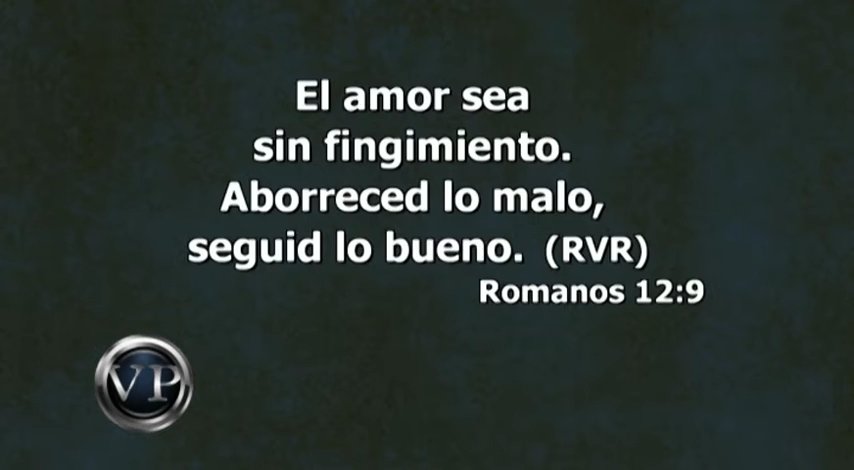 El amor sea
sin fingimiento.
Aborreced lo malo,
seguid lo bueno. (RVR)
Romanos 12:9
VP